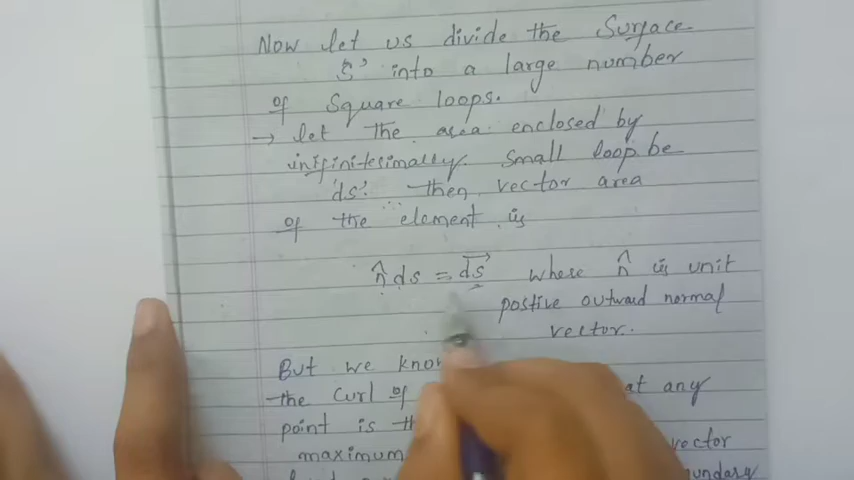 Now let us divide the Surface
'S' into a large number
of Square loops.
→ let the area enclosed by
infinitesimally small loop be
'ds'. then vector area
of the element is
n̂ ds = d⃗s where n̂ is unit
postive outward normal
vector.
But we know
the curl of at any
point is
maximum vector
boundary